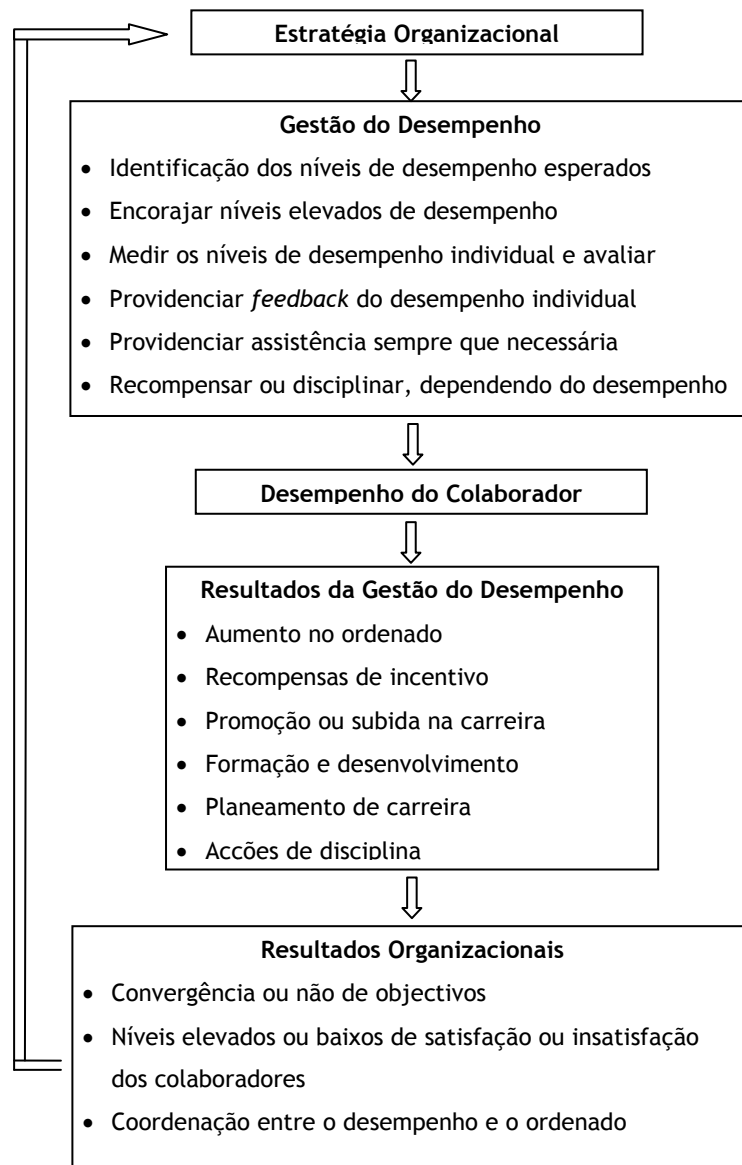 Estratégia Organizacional
Gestão do Desempenho
• Identificação dos níveis de desempenho esperados
• Encorajar níveis elevados de desempenho
• Medir os níveis de desempenho individual e avaliar
• Providenciar feedback do desempenho individual
• Providenciar assistência sempre que necessária
• Recompensar ou disciplinar, dependendo do desempenho
Desempenho do Colaborador
Resultados da Gestão do Desempenho
• Aumento no ordenado
• Recompensas de incentivo
• Promoção ou subida na carreira
• Formação e desenvolvimento
• Planeamento de carreira
• Acções de disciplina
Resultados Organizacionais
• Convergência ou não de objectivos
• Níveis elevados ou baixos de satisfação ou insatisfação
dos colaboradores
• Coordenação entre o desempenho e o ordenado